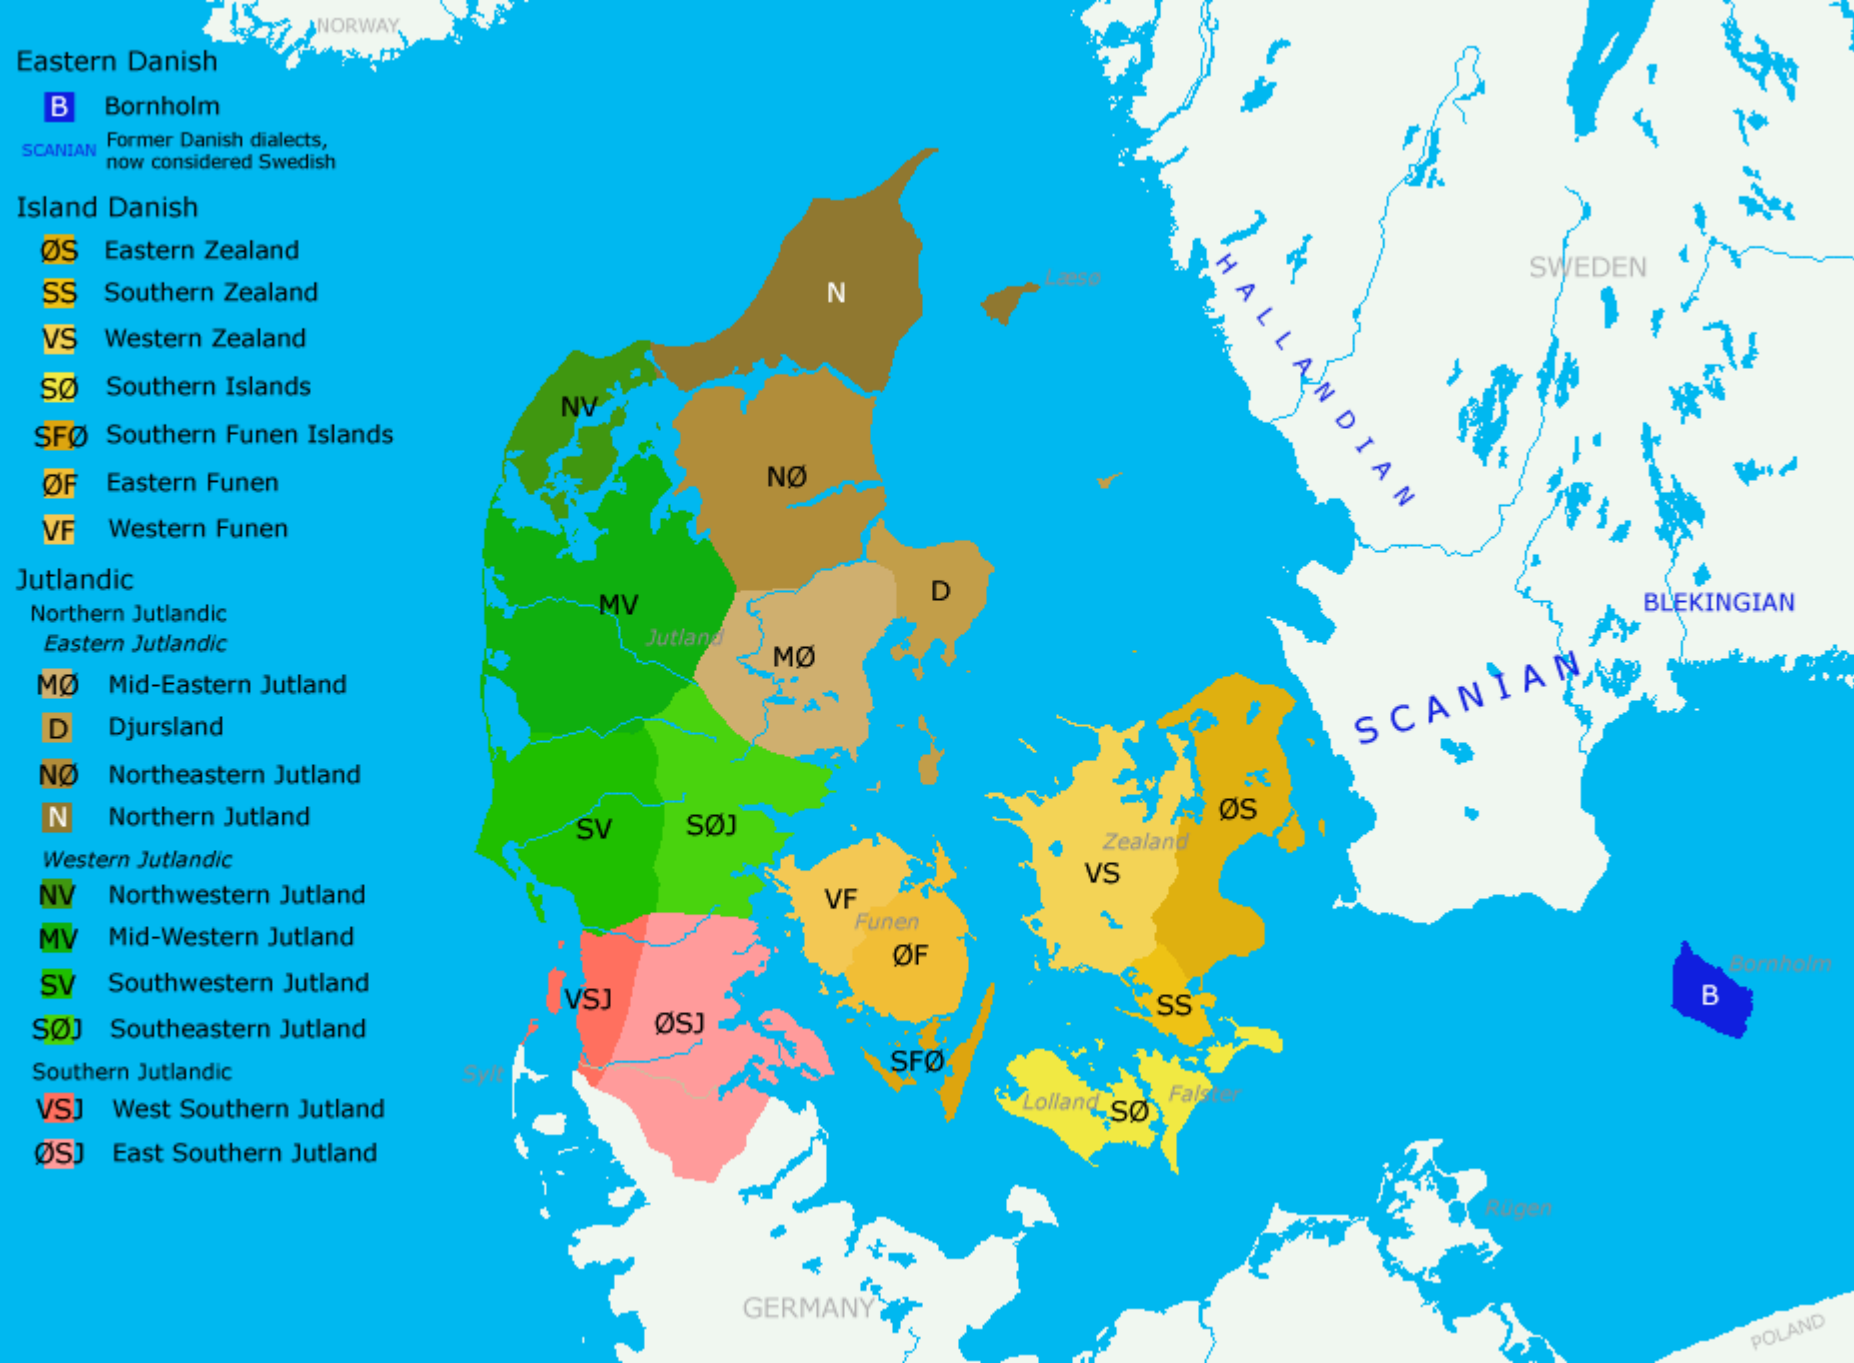 NORWAY
Eastern Danish
B Bornholm
SCANIAN Former Danish dialects,
now considered Swedish
Island Danish
ØS Eastern Zealand
SS Southern Zealand
VS Western Zealand
SØ Southern Islands
SFØ Southern Funen Islands
ØF Eastern Funen
VF Western Funen
Jutlandic
Northern Jutlandic
Eastern Jutlandic
MØ Mid-Eastern Jutland
D Djursland
NØ Northeastern Jutland
N Northern Jutland
Western Jutlandic
NV Northwestern Jutland
MV Mid-Western Jutland
SV Southwestern Jutland
SØJ Southeastern Jutland
Southern Jutlandic
VSJ West Southern Jutland
ØSJ East Southern Jutland
N
Læsø
SWEDEN
HALLANDIAN
NV
NØ
D
MV
Jutland
MØ
BLEKINGIAN
SCANIAN
SV
SØJ
ØS
Zealand
VS
VF
Funen
ØF
Bornholm
B
VSJ
ØSJ
SS
SFØ
Sylt
Lolland
SØ
Falster
Rügen
GERMANY
POLAND